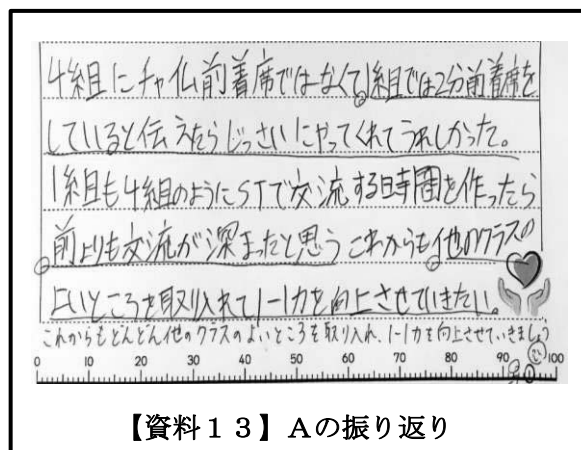 4組にチャイム前着席ではなくて1組では2分前着席を
していると伝えたらじっさいにやってくれてうれしかった。
1組も4組のようにSTで交流する時間を作ったら
前よりも交流が深まったと思う これからも他のクラスの
よいところを取り入れて1-1力を向上させていきたい。
これからもどんどん他のクラスのよいところを取り入れ、1-1力を向上させていきましょう
0 10 20 30 40 50 60 70 80 90 100
【資料13】Aの振り返り